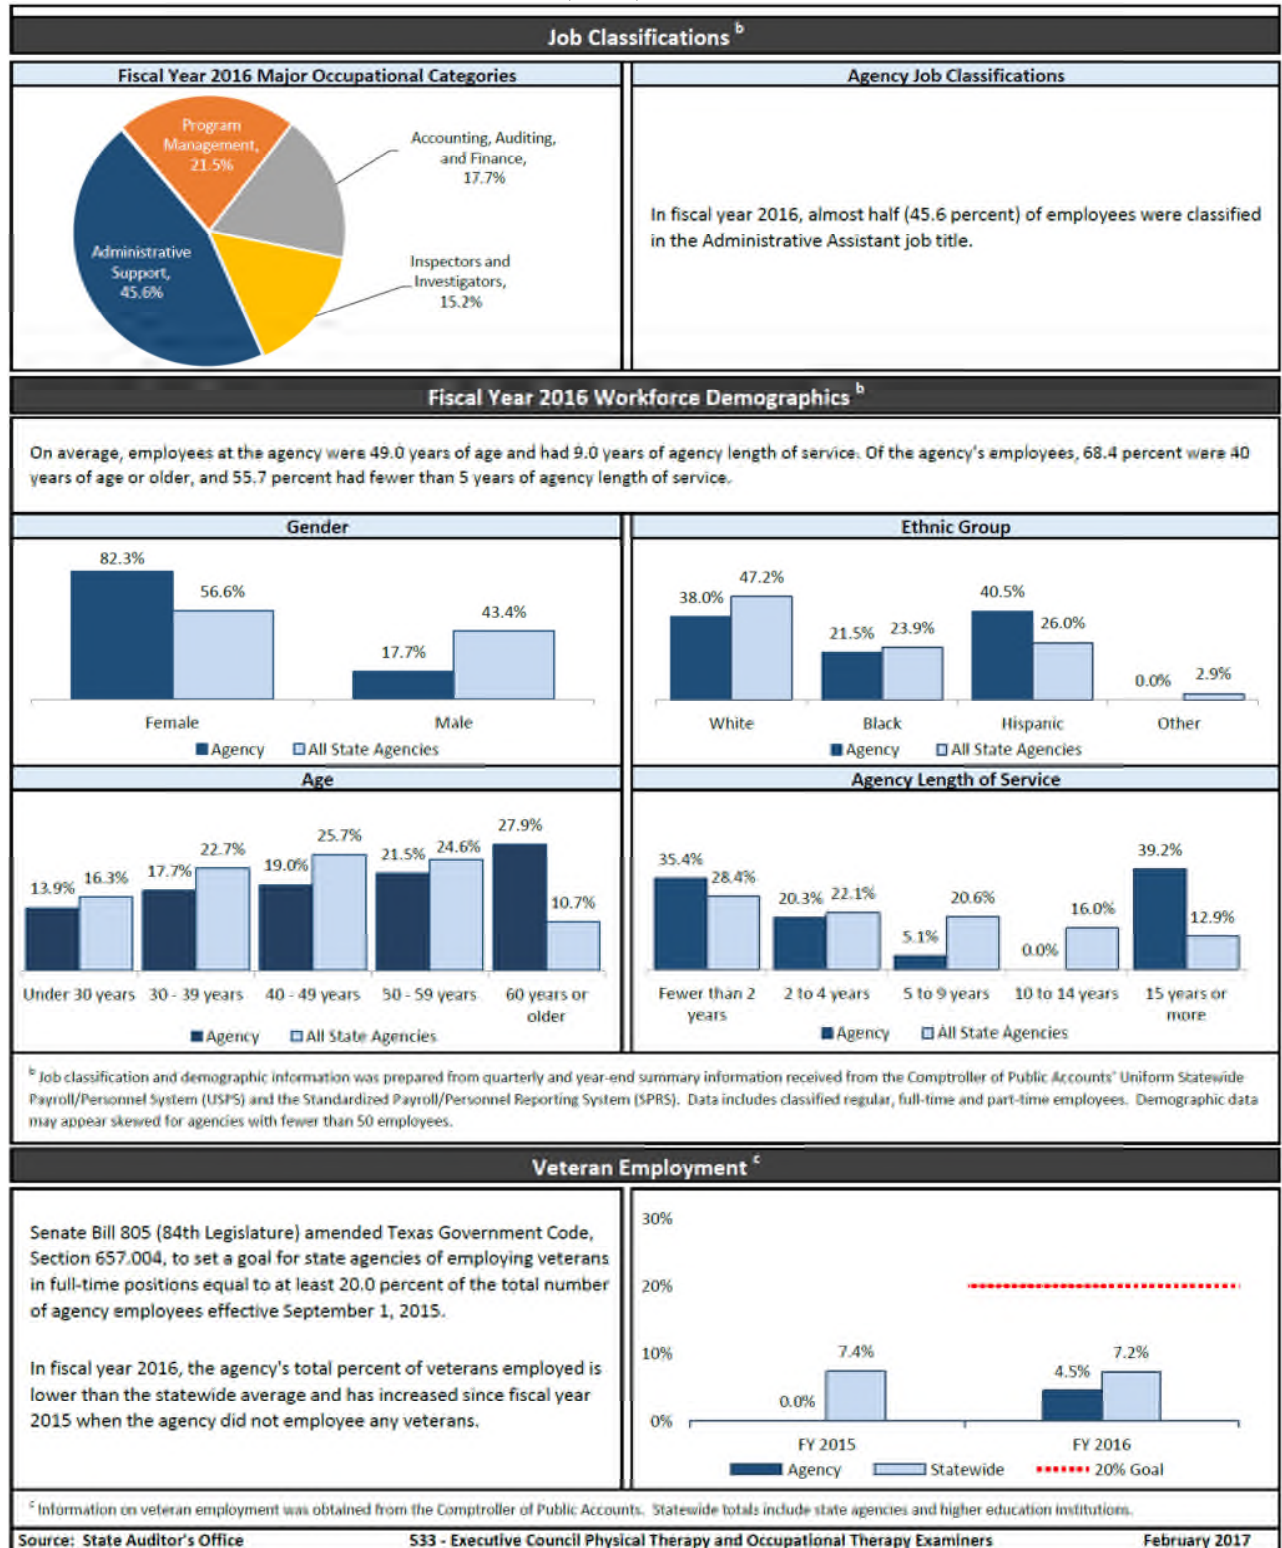 Job Classifications b
Fiscal Year 2016 Major Occupational Categories
Program
Management,
21.5%
Accounting, Auditing,
and Finance,
17.7%
Administrative
Support,
45.6%
Inspectors and
Investigators,
15.2%
Agency Job Classifications
In fiscal year 2016, almost half (45.6 percent) of employees were classified
in the Administrative Assistant job title.
Fiscal Year 2016 Workforce Demographics b
On average, employees at the agency were 49.0 years of age and had 9.0 years of agency length of service. Of the agency's employees, 68.4 percent were 40
years of age or older, and 55.7 percent had fewer than 5 years of agency length of service.
Gender
82.3%
56.6%
17.7%
43.4%
Female Male
Agency All State Agencies
Ethnic Group
38.0%
47.2%
21.5%
23.9%
40.5%
26.0%
0.0%
2.9%
White Black Hispanic Other
Agency All State Agencies
Age
13.9%
16.3%
17.7%
22.7%
19.0%
25.7%
21.5%
24.6%
27.9%
10.7%
Under 30 years 30 - 39 years 40 - 49 years 50 - 59 years 60 years or
older
Agency All State Agencies
Agency Length of Service
35.4%
28.4%
20.3%
22.1%
5.1%
20.6%
0.0%
16.0%
39.2%
12.9%
Fewer than 2 2 to 4 years 5 to 9 years 10 to 14 years 15 years or
years more
Agency All State Agencies
b Job classification and demographic information was prepared from quarterly and year-end summary information received from the Comptroller of Public Accounts' Uniform Statewide
Payroll/Personnel System (USPS) and the Standardized Payroll/Personnel Reporting System (SPRS). Data includes classified regular, full-time and part-time employees. Demographic data
may appear skewed for agencies with fewer than 50 employees.
Veteran Employment c
Senate Bill 805 (84th Legislature) amended Texas Government Code,
Section 657.004, to set a goal for state agencies of employing veterans
in full-time positions equal to at least 20.0 percent of the total number
of agency employees effective September 1, 2015.
In fiscal year 2016, the agency's total percent of veterans employed is
lower than the statewide average and has increased since fiscal year
2015 when the agency did not employee any veterans.
30%
20%
10%
0%
0.0%
7.4%
4.5%
7.2%
FY 2015 FY 2016
Agency Statewide 20% Goal
c Information on veteran employment was obtained from the Comptroller of Public Accounts. Statewide totals include state agencies and higher education institutions.
Source: State Auditor's Office 533 - Executive Council Physical Therapy and Occupational Therapy Examiners February 2017